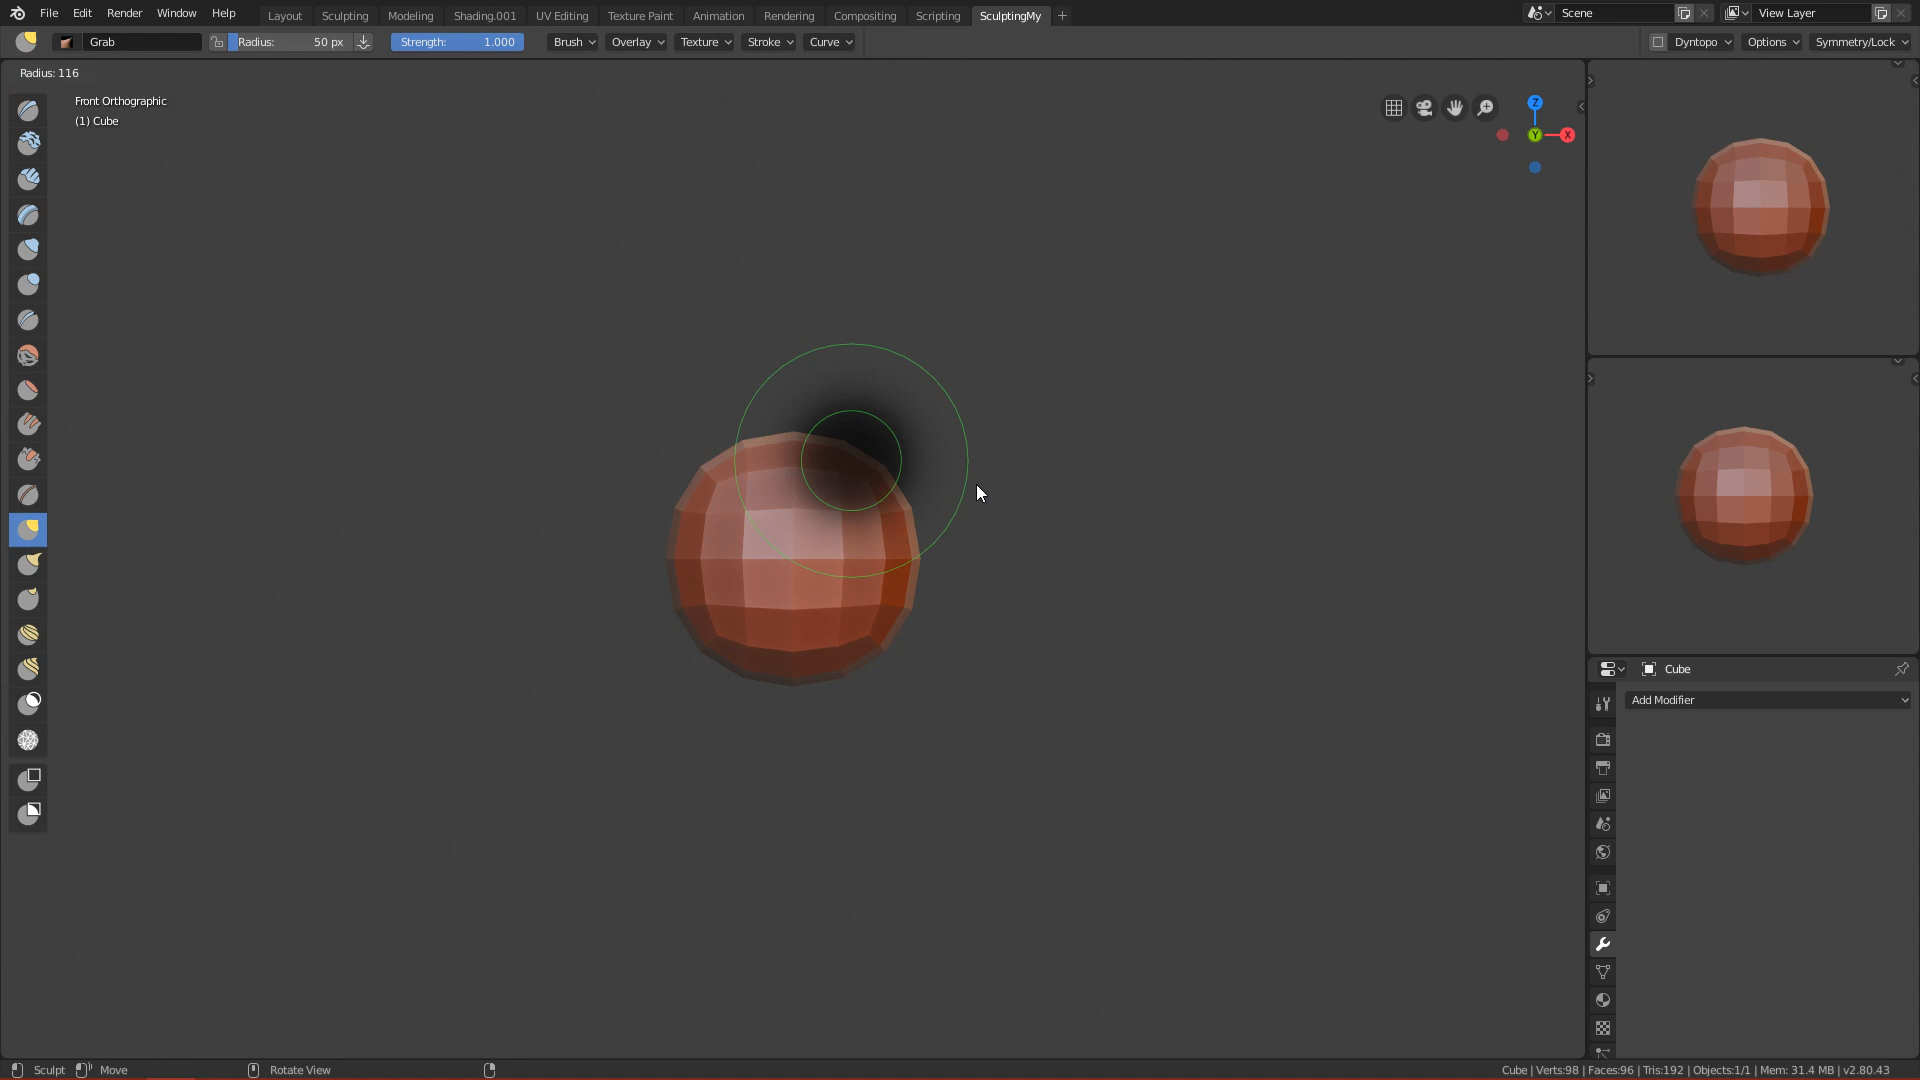 File Edit Render Window Help Layout Sculpting Modeling Shading.001 UV Editing Texture Paint Animation Rendering Compositing Scripting SculptingMy + Scene View Layer
Grab Radius: 50 px Strength: 1.000 Brush Overlay Texture Stroke Curve Dyntopo Options Symmetry/Lock
Radius: 116
Front Orthographic
(1) Cube
Z
Y
X
Cube
Add Modifier
Sculpt Move Rotate View Cube | Verts:98 | Faces:96 | Tris:192 | Objects:1/1 | Mem: 31.4 MB | v2.80.43